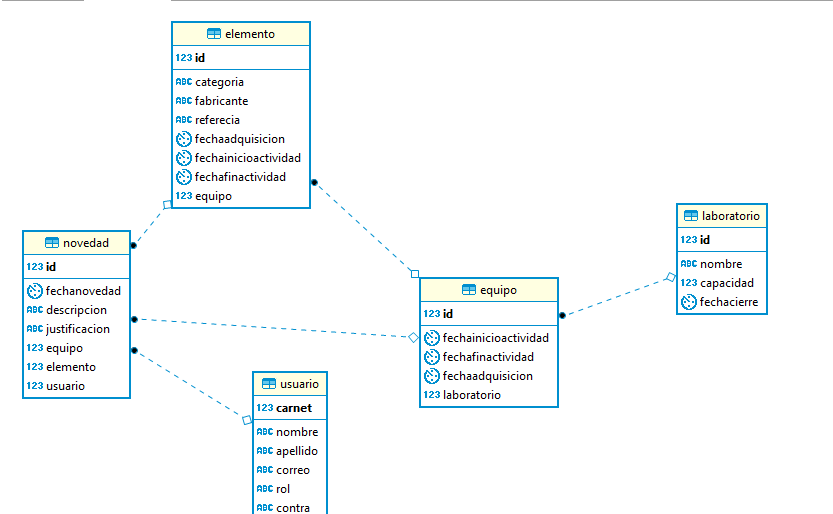 elemento
123 id
ABC categoria
ABC fabricante
ABC referecia
fechaadquisicion
fechainicioactividad
fechafinactividad
123 equipo
novedad
123 id
fechanovedad
ABC descripcion
ABC justificacion
123 equipo
123 elemento
123 usuario
usuario
123 carnet
ABC nombre
ABC apellido
ABC correo
ABC rol
ABC contra
equipo
123 id
fechainicioactividad
fechafinactividad
fechaadquisicion
123 laboratorio
laboratorio
123 id
ABC nombre
123 capacidad
fechacierre